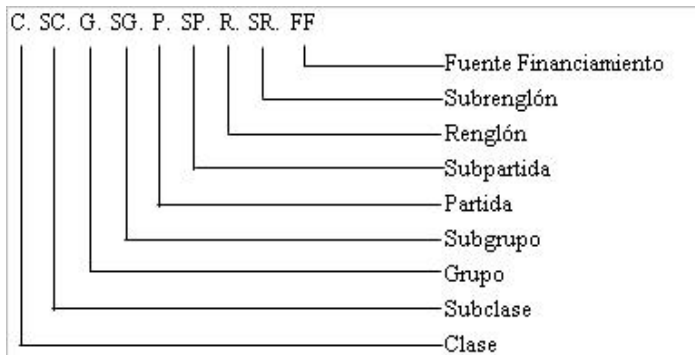 C. SC. G. SG. P. SP. R. SR. FF
Fuente Financiamiento
Subrenglón
Renglón
Subpartida
Partida
Subgrupo
Grupo
Subclase
Clase